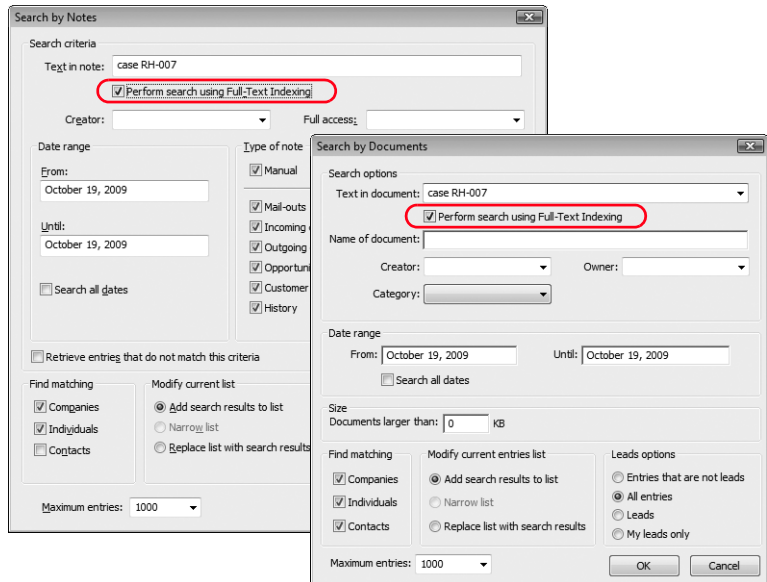 Search by Notes
Search criteria
Text in note: case RH-007
Perform search using Full-Text Indexing
Creator: Full access:
Date range
From:
October 19, 2009
Until:
October 19, 2009
Search all dates
Type of note
Manual
Mail-outs
Incoming
Outgoing
Opportuni
Customer
History
Retrieve entries that do not match this criteria
Find matching
Companies
Individuals
Contacts
Modify current list
Add search results to list
Narrow list
Replace list with search results
Maximum entries: 1000
Search by Documents
Search options
Text in document: case RH-007
Perform search using Full-Text Indexing
Name of document:
Creator: Owner:
Category:
Date range
From: October 19, 2009 Until: October 19, 2009
Search all dates
Size
Documents larger than: 0 KB
Find matching
Companies
Individuals
Contacts
Modify current entries list
Add search results to list
Narrow list
Replace list with search results
Leads options
Entries that are not leads
All entries
Leads
My leads only
Maximum entries: 1000
OK Cancel